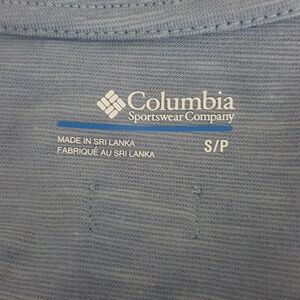 Columbia
Sportswear Company
MADE IN SRI LANKA
FABRIQUÉ AU SRI LANKA
S/P